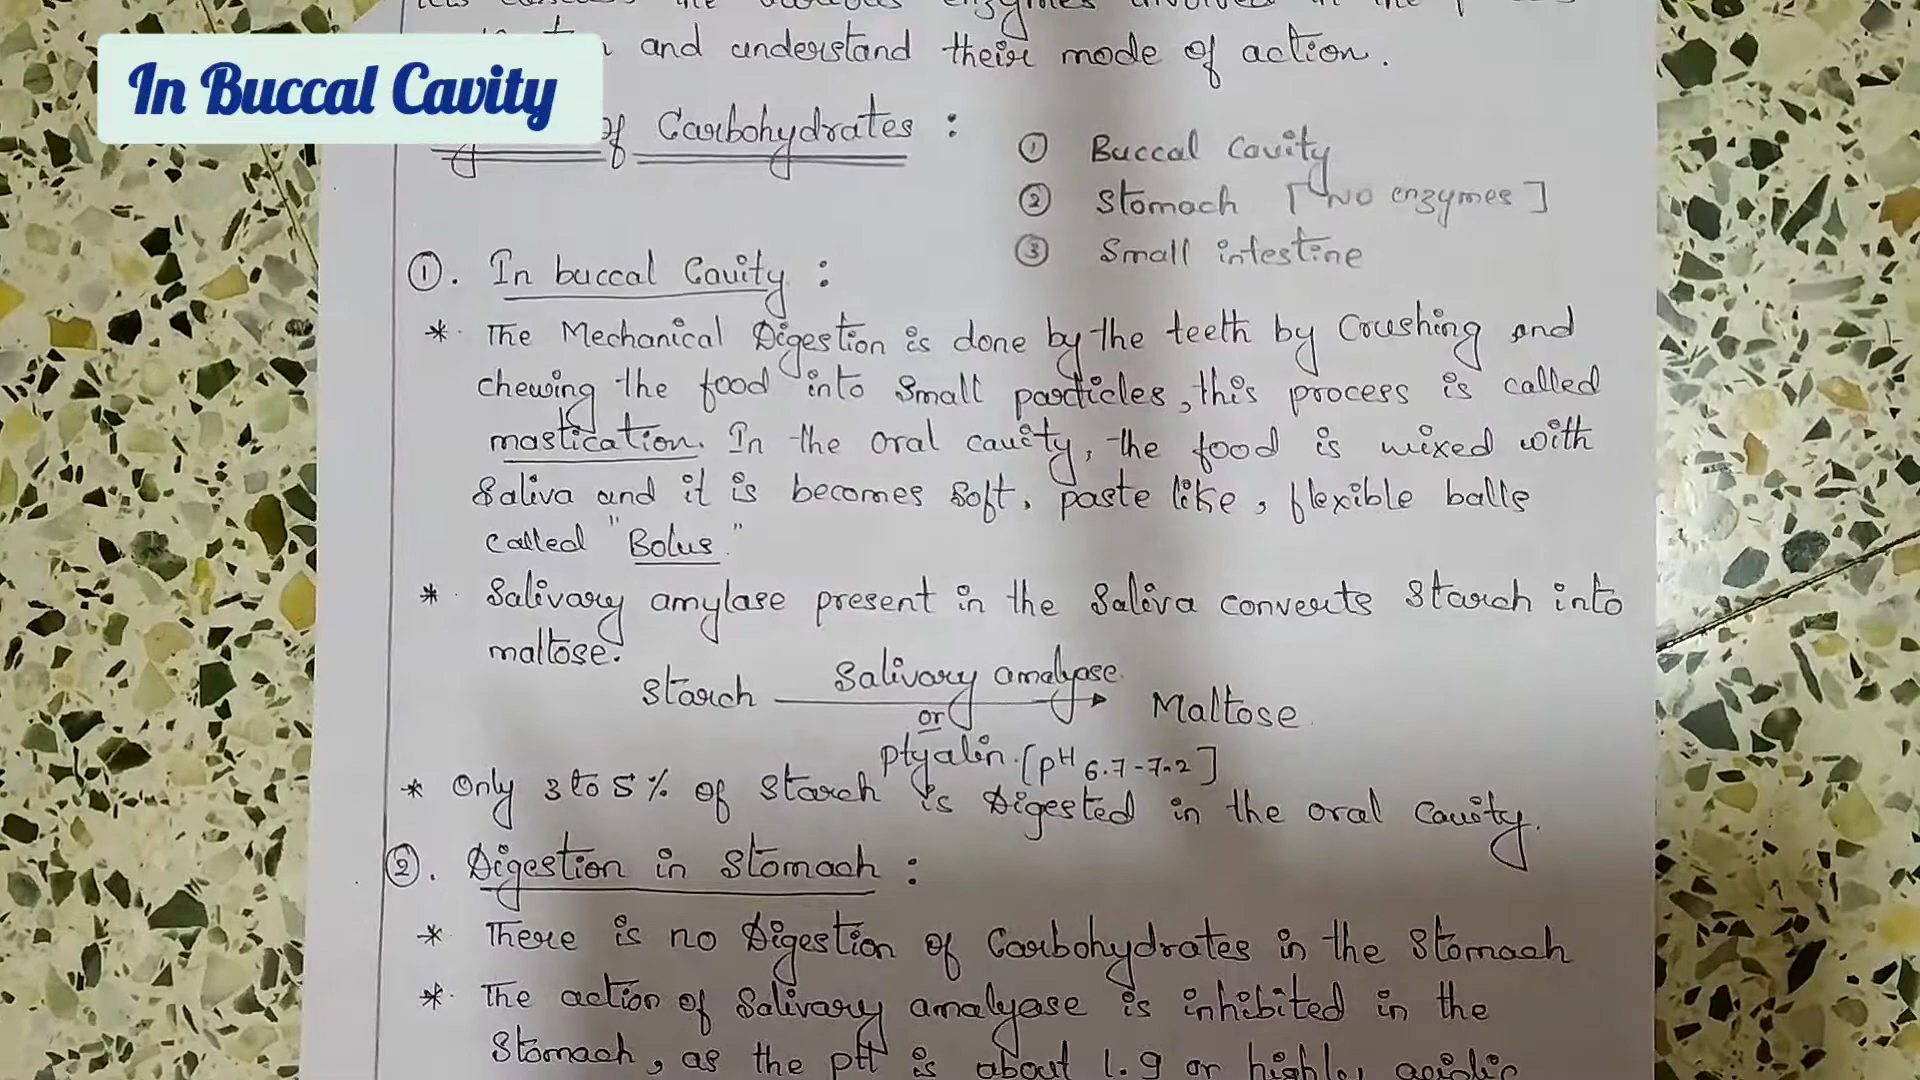 In Buccal Cavity
and understand their mode of action.
of Carbohydrates :
① Buccal Cavity
② Stomach [NO enzymes]
③ Small intestine
①. In buccal Cavity :
* The Mechanical Digestion is done by the teeth by Crushing and
chewing the food into Small particles, this process is called
mastication. In the oral cavity, the food is mixed with
Saliva and it is becomes Soft, paste like, flexible balls
called "Bolus."
* Salivary amylase present in the Saliva converts Starch into
maltose.
Starch Salivary amalyase Maltose
or
Ptyalin. [pH 6.7-7.2]
* Only 3 to 5% of Starch is Digested in the oral Cavity.
②. Digestion in Stomach :
* There is no Digestion of Carbohydrates in the Stomach
* The action of Salivary amalyase is inhibited in the
Stomach, as the pH is about 1.9 or highly acidic